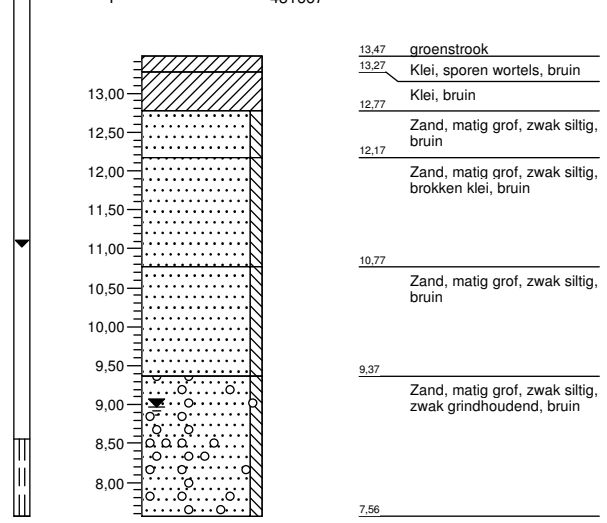 13,47 groenstrook
13,27 Klei, sporen wortels, bruin
Klei, bruin
12,77
Zand, matig grof, zwak siltig,
bruin
12,17
Zand, matig grof, zwak siltig,
brokken klei, bruin
10,77
Zand, matig grof, zwak siltig,
bruin
9,37
Zand, matig grof, zwak siltig,
zwak grindhoudend, bruin
7,56
13,00
12,50
12,00
11,50
11,00
10,50
10,00
9,50
9,00
8,50
8,00